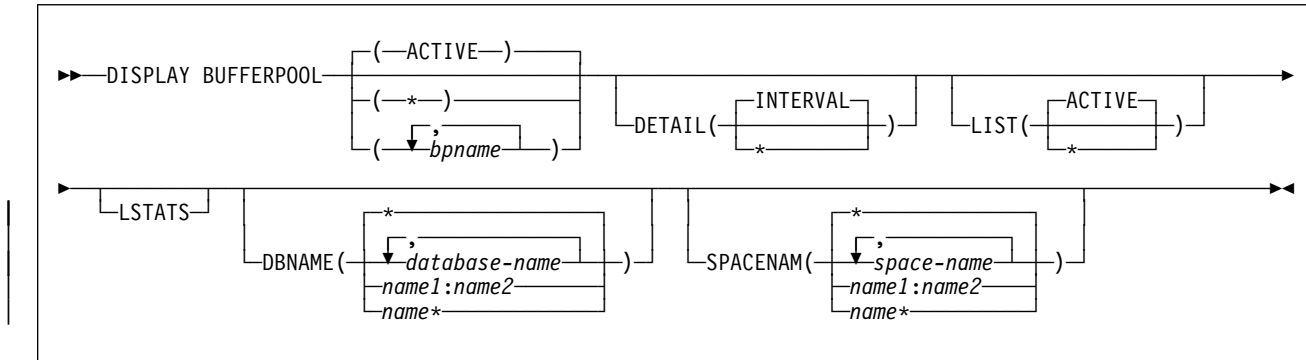 ( ACTIVE )
DISPLAY BUFFERPOOL
( * )
( , bpname )
DETAIL( INTERVAL )
*
LIST( ACTIVE )
*
LSTATS
DBNAME( * )
,
database-name
name1:name2
name*
SPACENAM( * )
,
space-name
name1:name2
name*